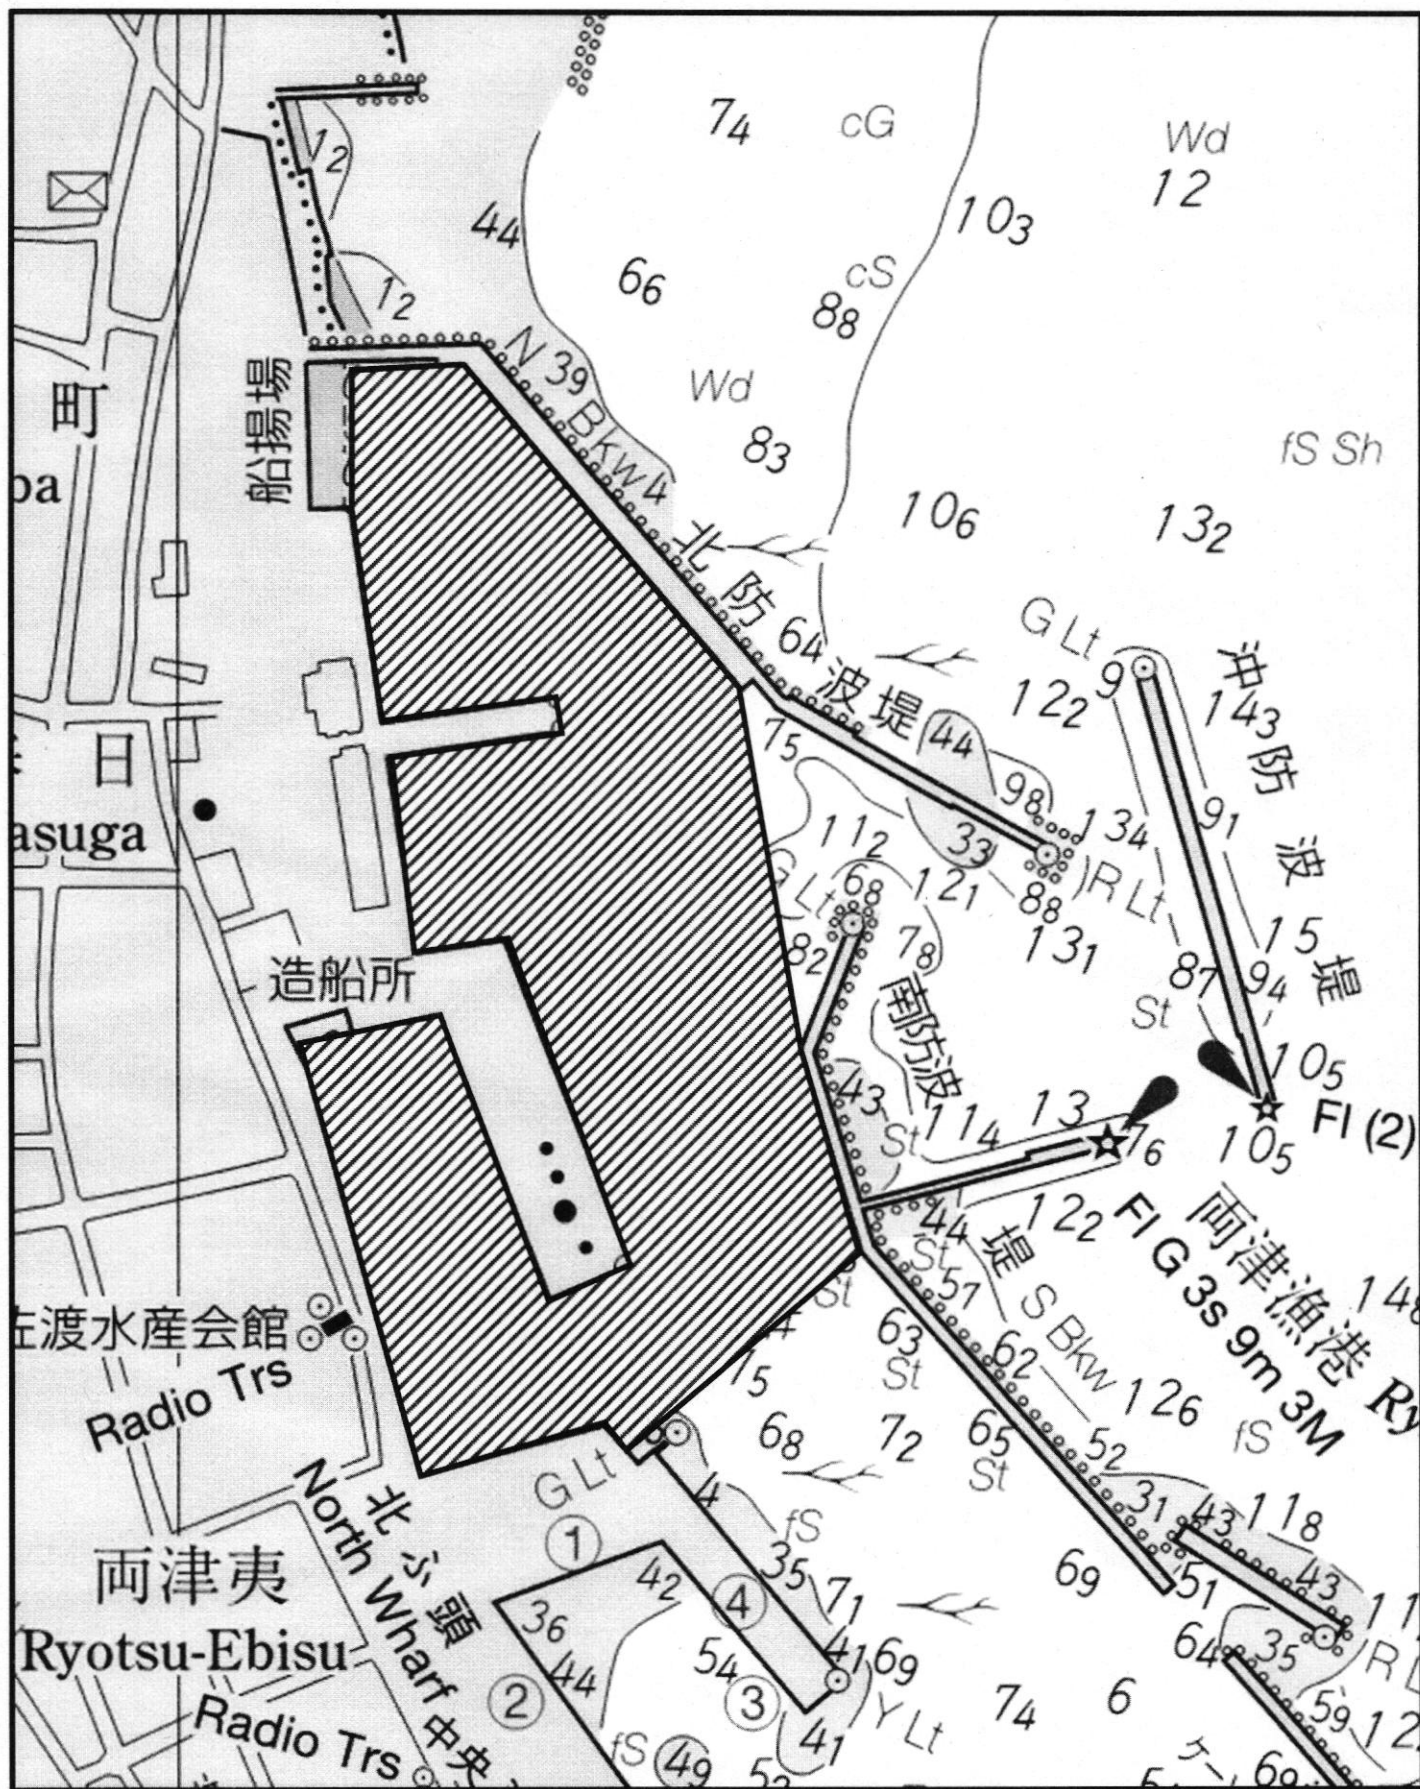 7₄
cG
Wd
1₂
12
4₄
10₃
6₆
cS
1₂
8₈
N 3₉ Bkw 4
Wd
船揚場
町
8₃
fS Sh
10₆
13₂
北防波堤
6₄
G Lt
9
沖防波堤
12₂
14₃
7₅
4₄
日
9₈
asuga
11₂
3₃
13₄
9₁
G Lt
6₈
12₁
8₈
R Lt
8₂
7₈
13₁
15
造船所
南防波堤
8₇
9₄
St
10₅
4₃
St
11₄
13
7₆
10₅
Fl (2)
4₄
12₂
Fl G 3s 9m 3M
両津漁港 Ry
St
5₇
S Bkw
St
佐渡水産会館
6₃
6₂
Radio Trs
7₅
St
12₆
6₈
7₂
6₅
fS
St
5₂
G Lt
4
3₁
4₃
11₈
北ふ頭
North Wharf
①
fS
両津夷
4₂
3₅
④
6₉
5₁
4₃
Ryotsu-Ebisu
3₆
7₁
4₄
5₄
4₁
6₉
6₄
3₅
②
③
7₄
6
5₉
Radio Trs
中央
4₁
Y Lt
fS
49